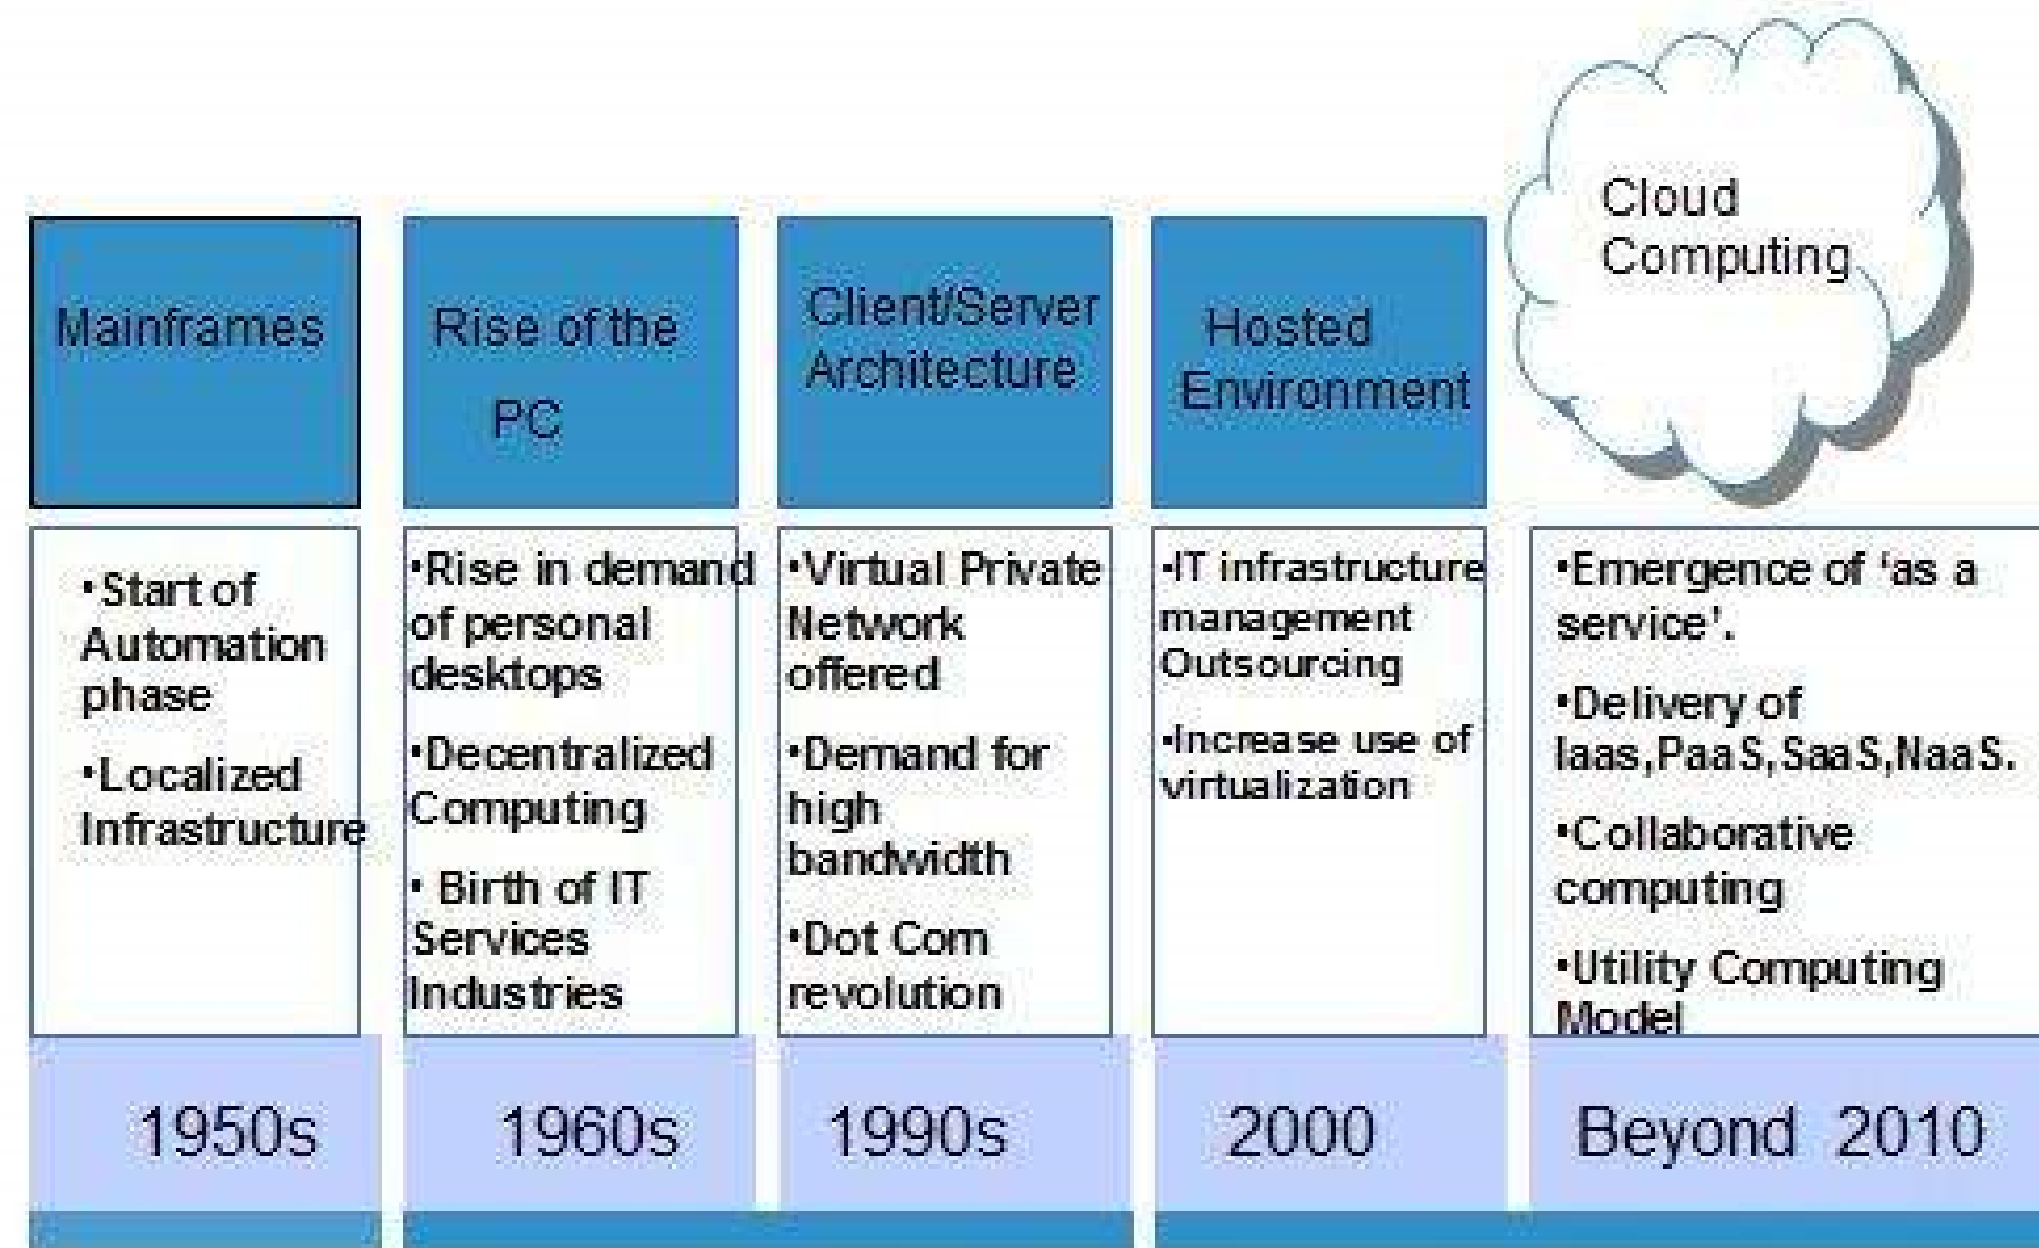 Mainframes
Rise of the
PC
Client/Server
Architecture
Hosted
Environment
Cloud
Computing
•Start of
Automation
phase
•Localized
Infrastructure
•Rise in demand
of personal
desktops
•Decentralized
Computing
• Birth of IT
Services
Industries
•Virtual Private
Network
offered
•Demand for
high
bandwidth
•Dot Com
revolution
•IT infrastructure
management
Outsourcing
•Increase use of
virtualization
•Emergence of ‘as a
service’.
•Delivery of
Iaas,PaaS,SaaS,NaaS.
•Collaborative
computing
•Utility Computing
Model
1950s
1960s
1990s
2000
Beyond 2010